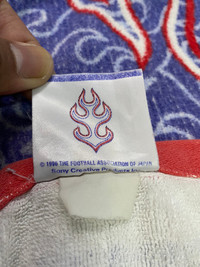 © 1996 THE FOOTBALL ASSOCIATION OF JAPAN
Sony Creative Products Inc.